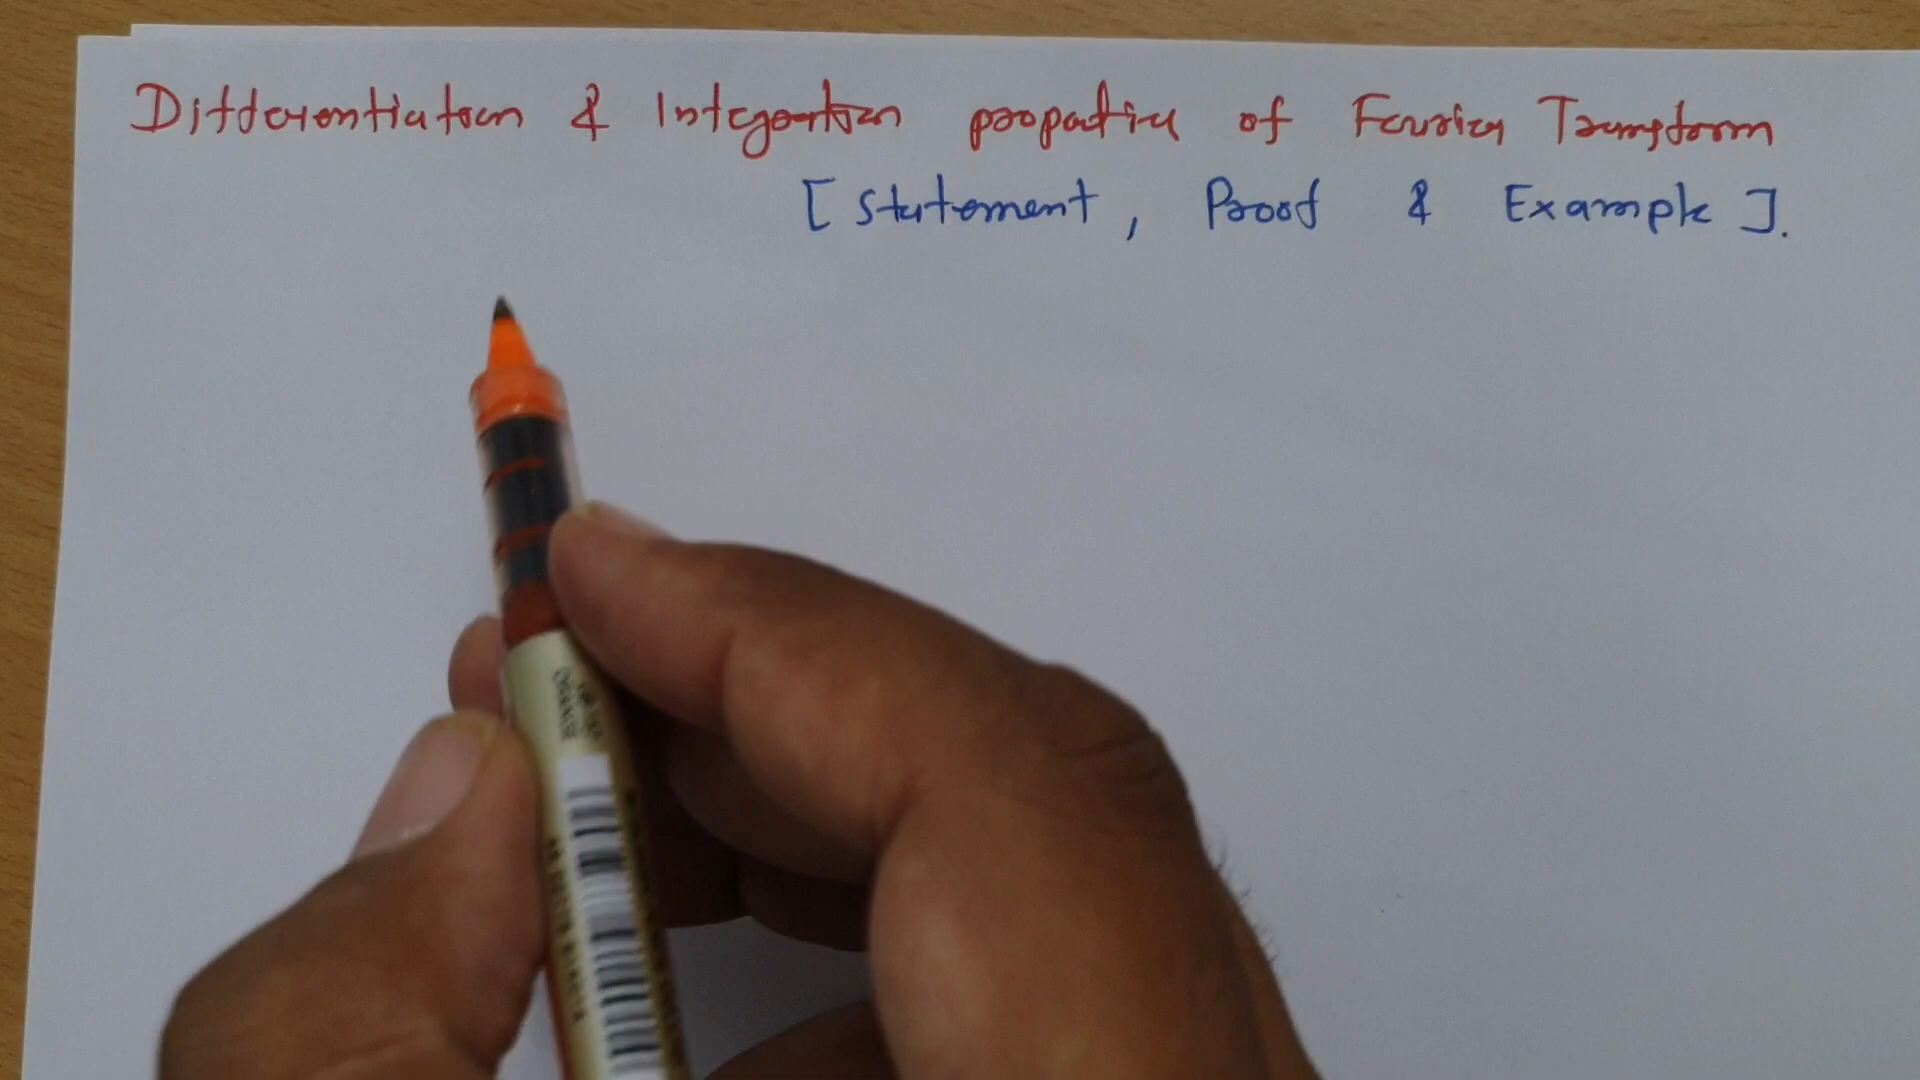 Differentiation & Integration properties of Fourier Transform
[ Statement, Proof & Example ].